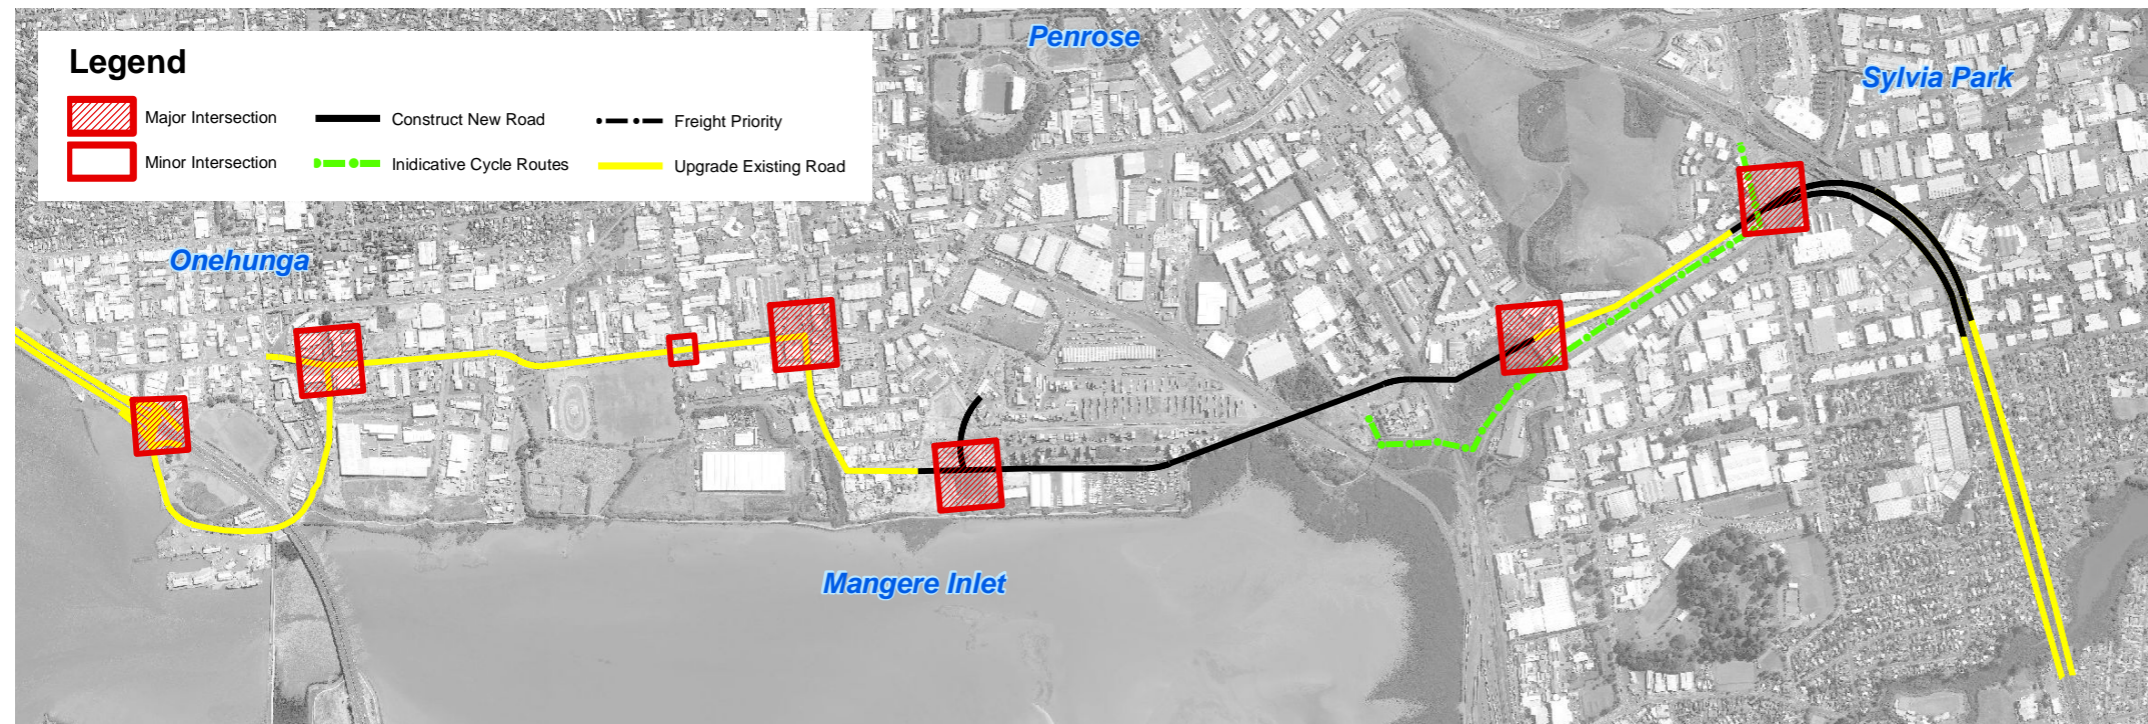 Penrose
Legend
Sylvia Park
Major Intersection
Construct New Road
Freight Priority
Minor Intersection
Inidicative Cycle Routes
Upgrade Existing Road
Onehunga
Mangere Inlet